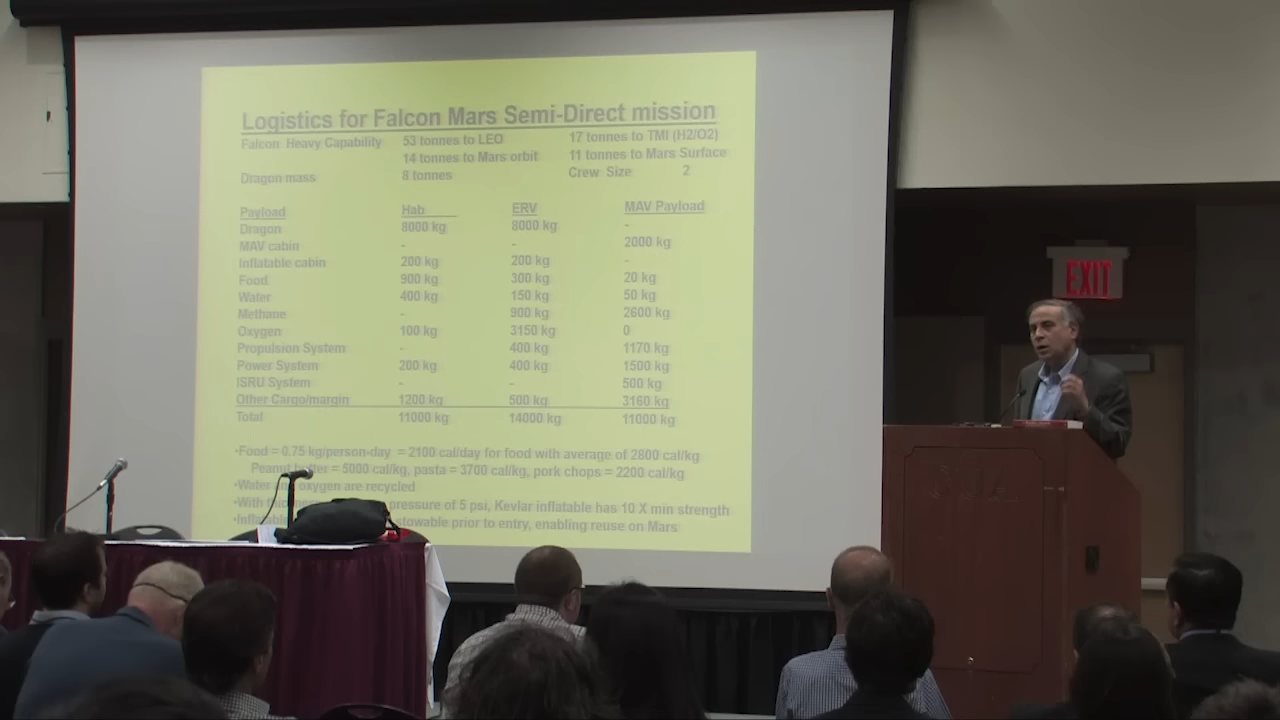 Logistics for Falcon Mars Semi-Direct mission
Falcon Heavy Capability 53 tonnes to LEO 17 tonnes to TMI (H2/O2)
14 tonnes to Mars orbit 11 tonnes to Mars Surface
Dragon mass 8 tonnes Crew Size 2
Payload Hab ERV MAV Payload
Dragon 8000 kg 8000 kg -
MAV cabin - - 2000 kg
Inflatable cabin 200 kg 200 kg -
Food 900 kg 300 kg 20 kg
Water 400 kg 150 kg 50 kg
Methane - 900 kg 2600 kg
Oxygen 100 kg 3150 kg 0
Propulsion System - 400 kg 1170 kg
Power System 200 kg 400 kg 1500 kg
ISRU System - - 500 kg
Other Cargo/margin 1200 kg 500 kg 3160 kg
Total 11000 kg 14000 kg 11000 kg
•Food = 0.75 kg/person-day = 2100 cal/day for food with average of 2800 cal/kg
Peanut butter = 5000 cal/kg, pasta = 3700 cal/kg, pork chops = 2200 cal/kg
•Water and oxygen are recycled
•With pressure of 5 psi, Kevlar inflatable has 10 X min strength
stowable prior to entry, enabling reuse on Mars
EXIT